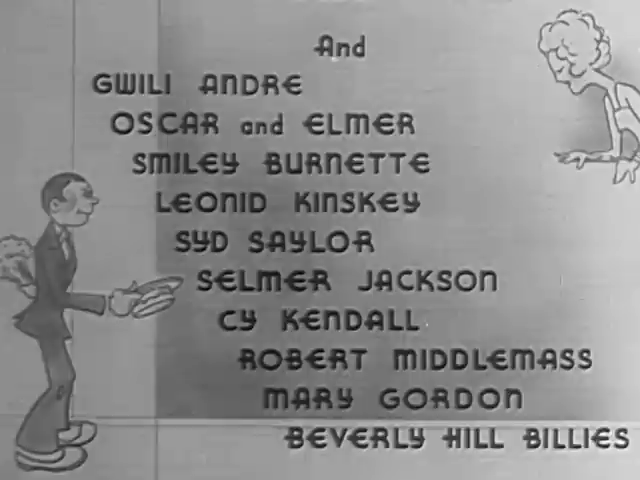 And
GWILI ANDRE
OSCAR and ELMER
SMILEY BURNETTE
LEONID KINSKEY
SYD SAYLOR
SELMER JACKSON
CY KENDALL
ROBERT MIDDLEMASS
MARY GORDON
BEVERLY HILL BILLIES